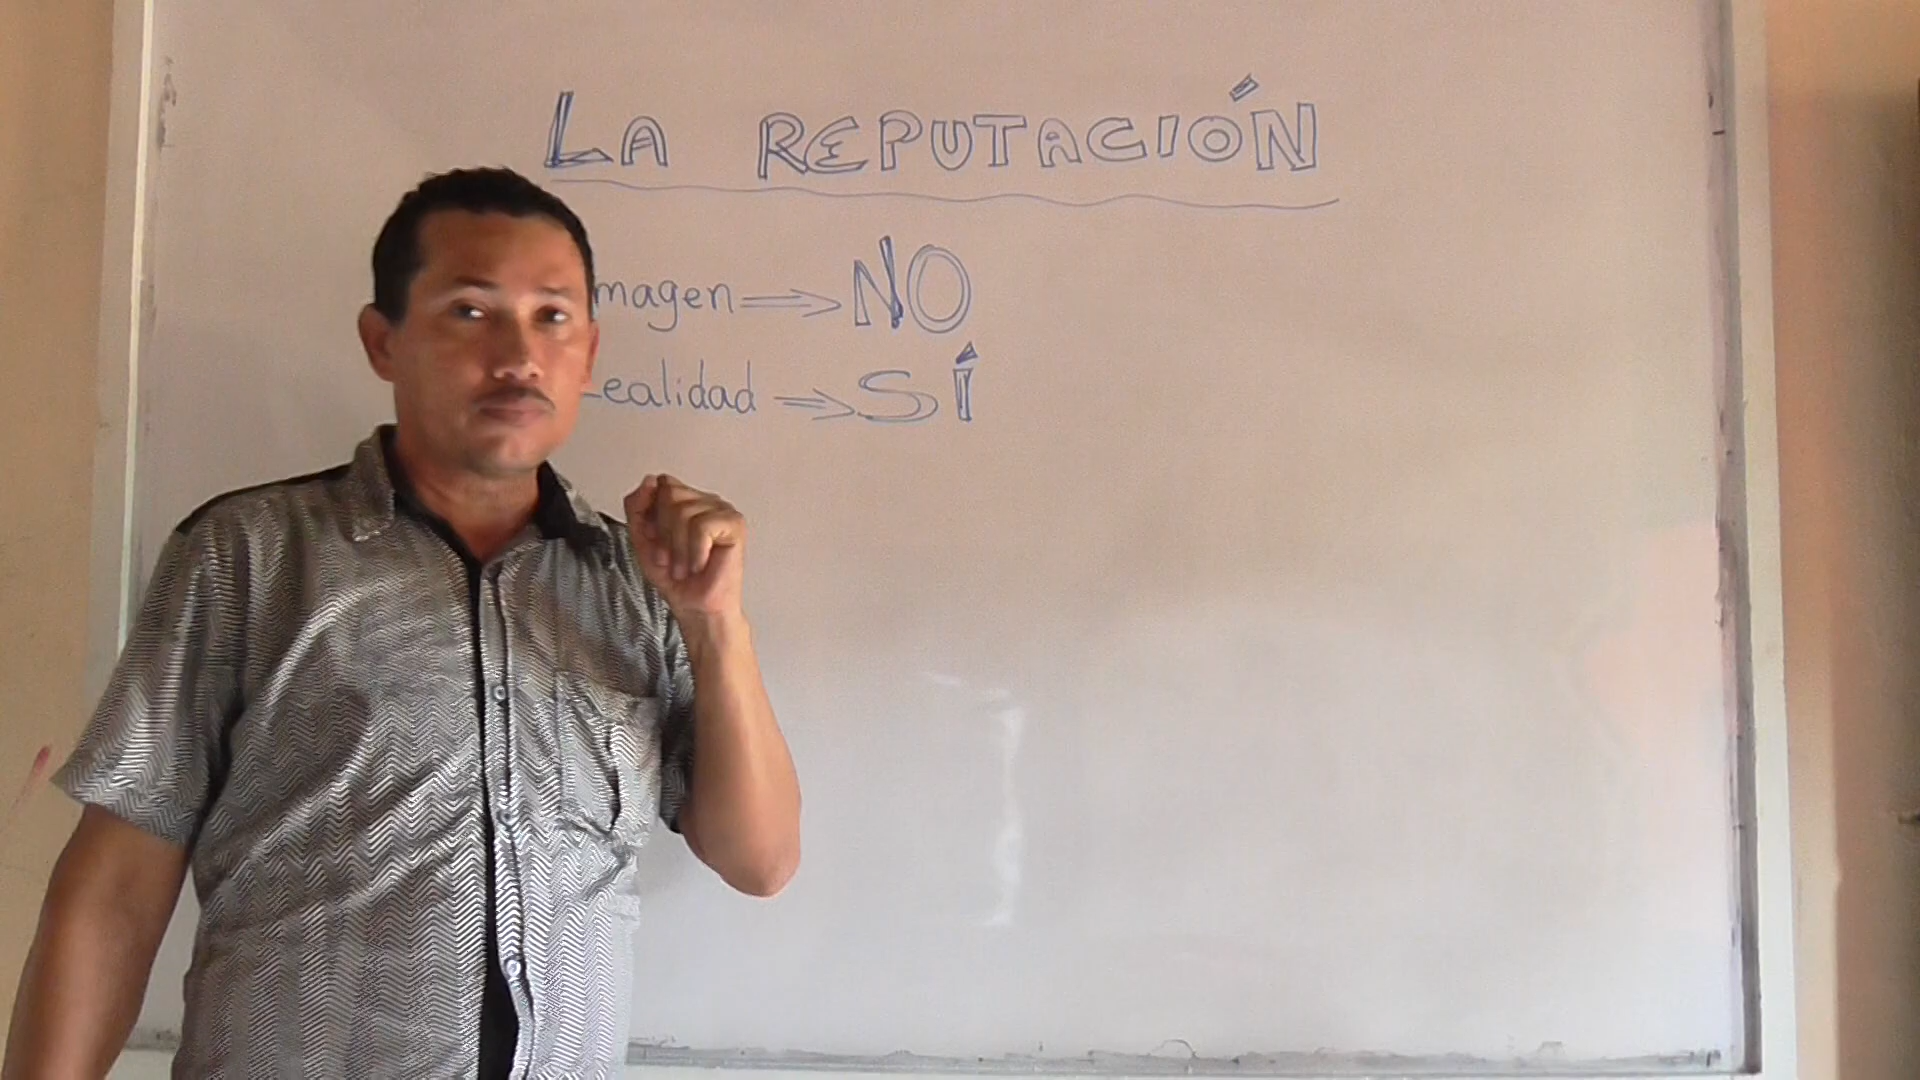 LA REPUTACIÓN
magen ⇒ NO
ealidad ⇒ SÍ